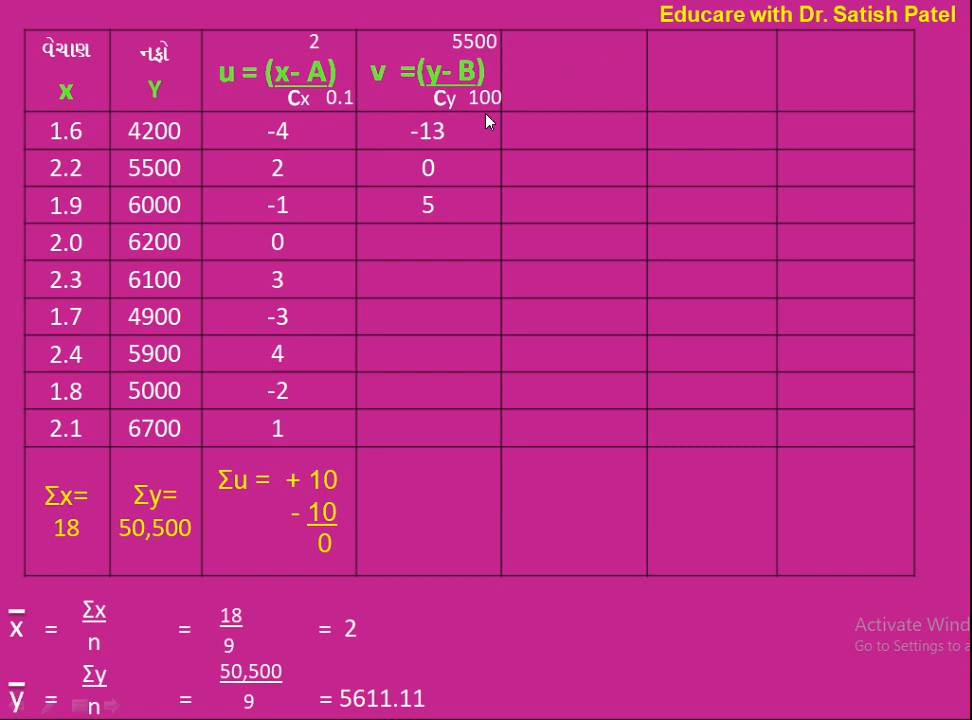 Educare with Dr. Satish Patel
વેચાણ નફો 2 5500
X Y u = (x- A) v =(y- B)
Cx 0.1 Cy 100
1.6 4200 -4 -13
2.2 5500 2 0
1.9 6000 -1 5
2.0 6200 0
2.3 6100 3
1.7 4900 -3
2.4 5900 4
1.8 5000 -2
2.1 6700 1
Σx= Σy= Σu = + 10
18 50,500 - 10
0
x = Σx / n = 18 / 9 = 2
y = Σy / n = 50,500 / 9 = 5611.11
Activate Wind
Go to Settings to a